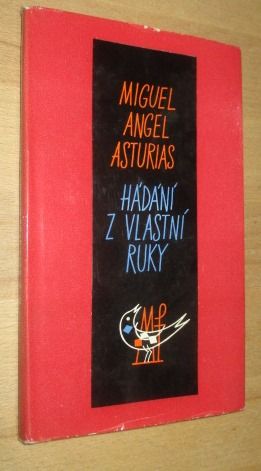 MIGUEL
ANGEL
ASTURIAS
HÁDÁNÍ
Z VLASTNÍ
RUKY